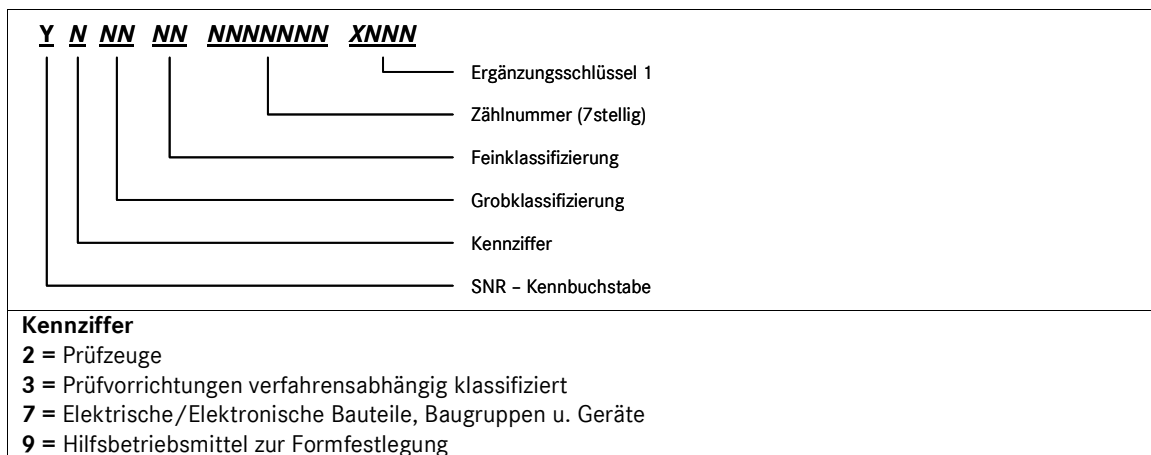 Y N NN NN NNNNNNN XNNN
Ergänzungsschlüssel 1
Zählnummer (7stellig)
Feinklassifizierung
Grobklassifizierung
Kennziffer
SNR – Kennbuchstabe
Kennziffer
2 = Prüfzeuge
3 = Prüfvorrichtungen verfahrensabhängig klassifiziert
7 = Elektrische/Elektronische Bauteile, Baugruppen u. Geräte
9 = Hilfsbetriebsmittel zur Formfestlegung